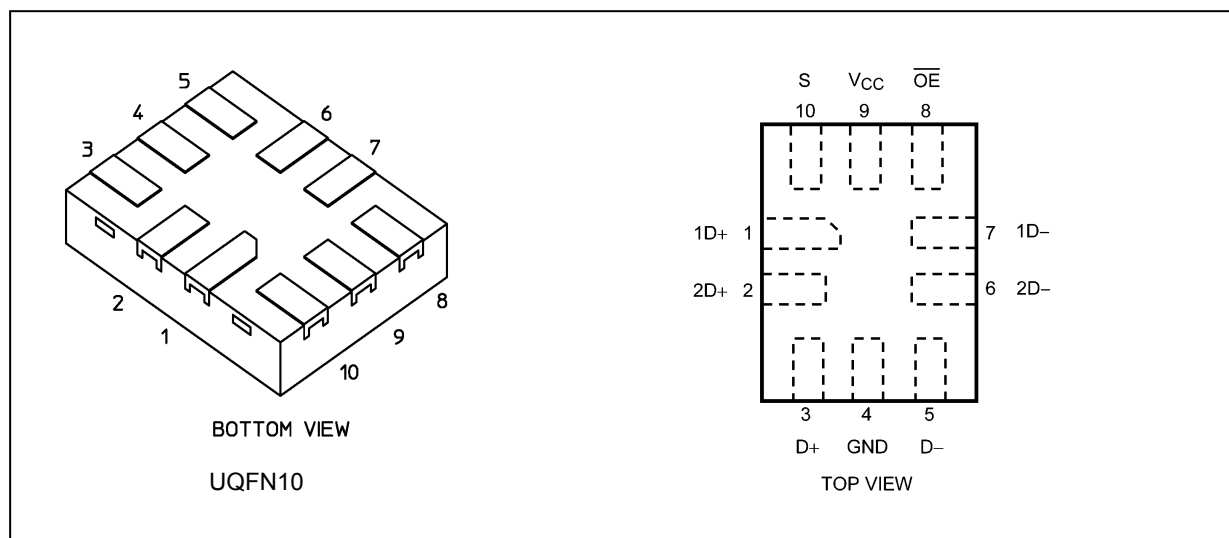 5
4
3
6
7
2
1
8
9
10
BOTTOM VIEW
UQFN10
S VCC OE
10 9 8
1D+ 1 7 1D−
2D+ 2 6 2D−
3 4 5
D+ GND D−
TOP VIEW